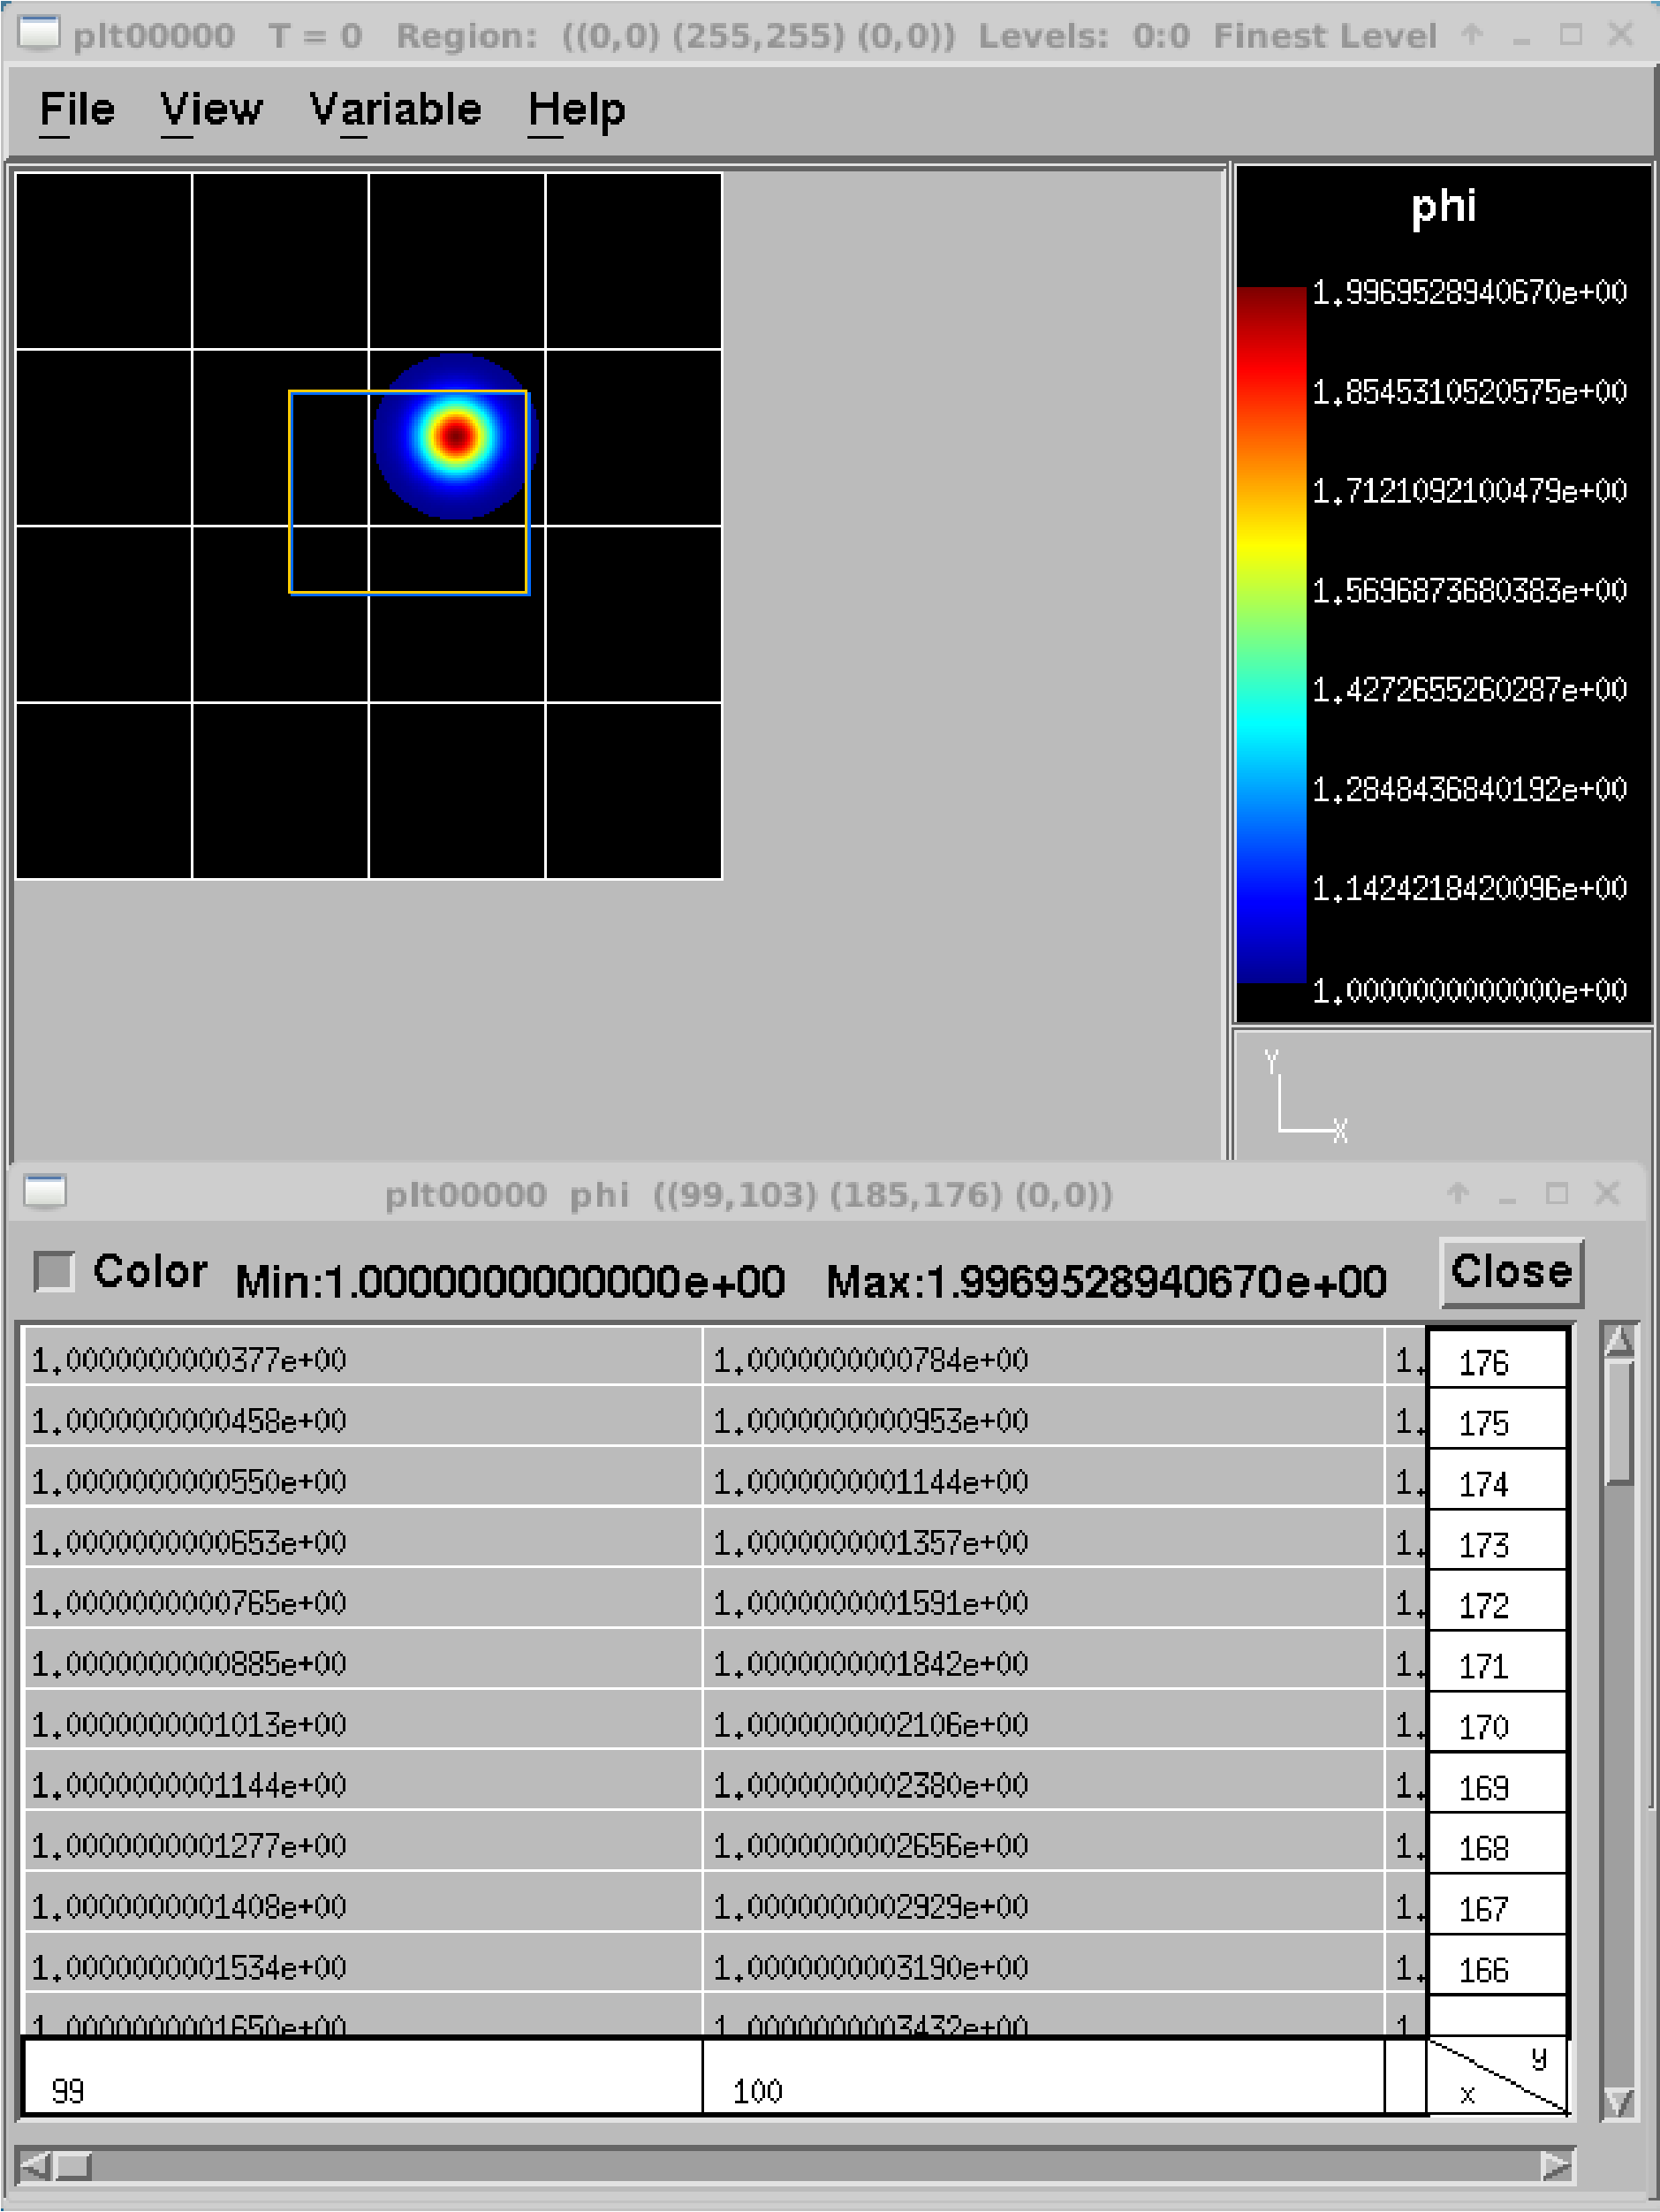 plt00000 T = 0 Region: ((0,0) (255,255) (0,0)) Levels: 0:0 Finest Level
File View Variable Help
phi
1.9969528940670e+00
1.8545310520575e+00
1.7121092100479e+00
1.5696873680383e+00
1.4272655260287e+00
1.2848436840192e+00
1.1424218420096e+00
1.0000000000000e+00
Y
X
plt00000 phi ((99,103) (185,176) (0,0))
Color Min:1.0000000000000e+00 Max:1.9969528940670e+00 Close
1.0000000000377e+00 1.0000000000784e+00 1. 176
1.0000000000458e+00 1.0000000000953e+00 1. 175
1.0000000000550e+00 1.0000000001144e+00 1. 174
1.0000000000653e+00 1.0000000001357e+00 1. 173
1.0000000000765e+00 1.0000000001591e+00 1. 172
1.0000000000885e+00 1.0000000001842e+00 1. 171
1.0000000001013e+00 1.0000000002106e+00 1. 170
1.0000000001144e+00 1.0000000002380e+00 1. 169
1.0000000001277e+00 1.0000000002656e+00 1. 168
1.0000000001408e+00 1.0000000002929e+00 1. 167
1.0000000001534e+00 1.0000000003190e+00 1. 166
1.0000000001650e+00 1.0000000003432e+00 1
y
99 100 x